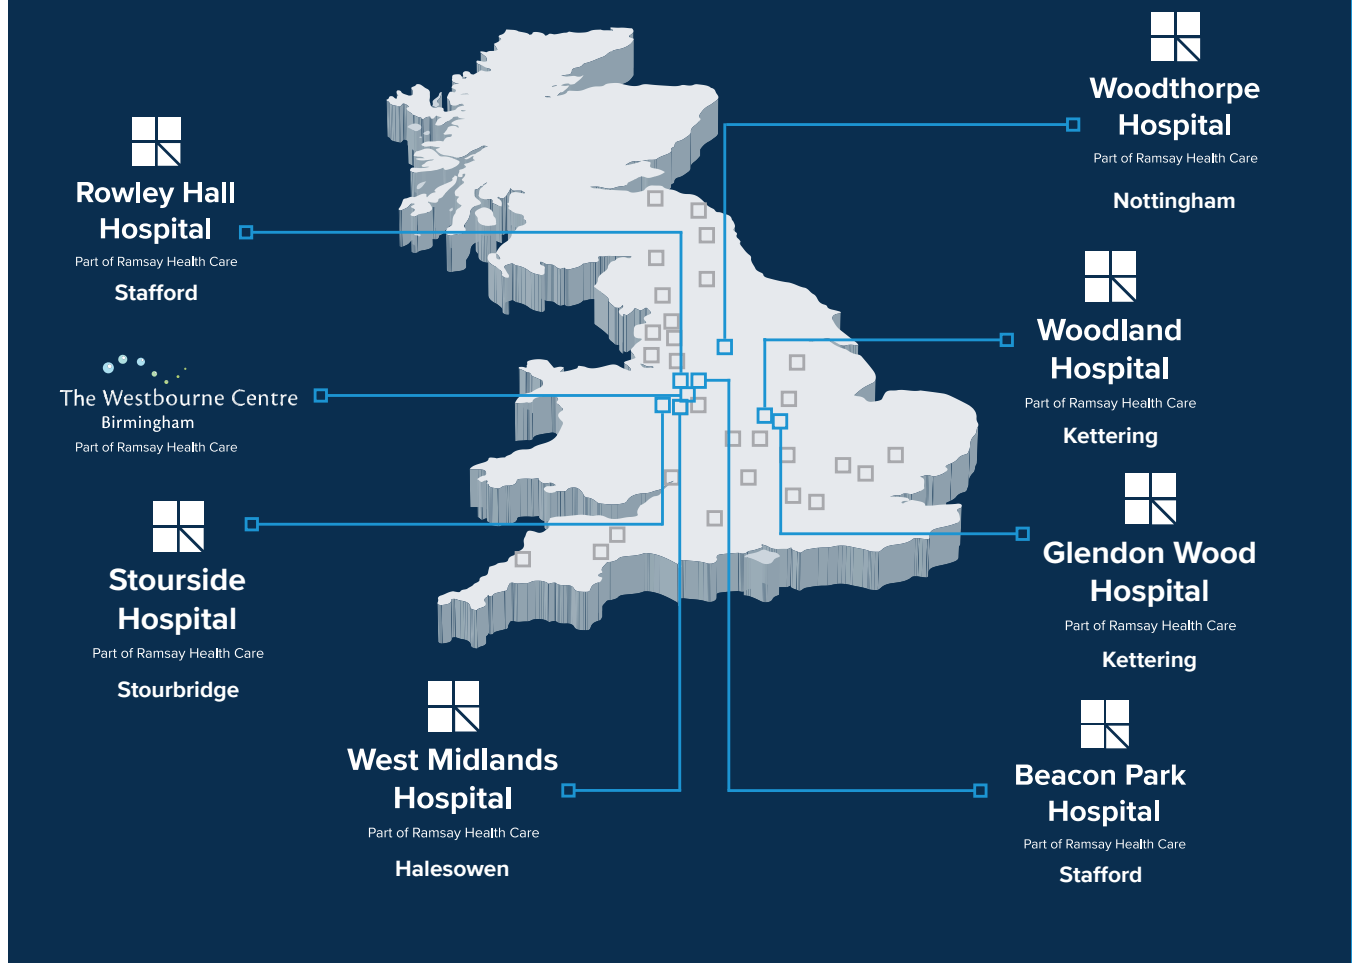 Rowley Hall
Hospital
Part of Ramsay Health Care
Stafford
The Westbourne Centre
Birmingham
Part of Ramsay Health Care
Stourside
Hospital
Part of Ramsay Health Care
Stourbridge
West Midlands
Hospital
Part of Ramsay Health Care
Halesowen
Woodthorpe
Hospital
Part of Ramsay Health Care
Nottingham
Woodland
Hospital
Part of Ramsay Health Care
Kettering
Glendon Wood
Hospital
Part of Ramsay Health Care
Kettering
Beacon Park
Hospital
Part of Ramsay Health Care
Stafford